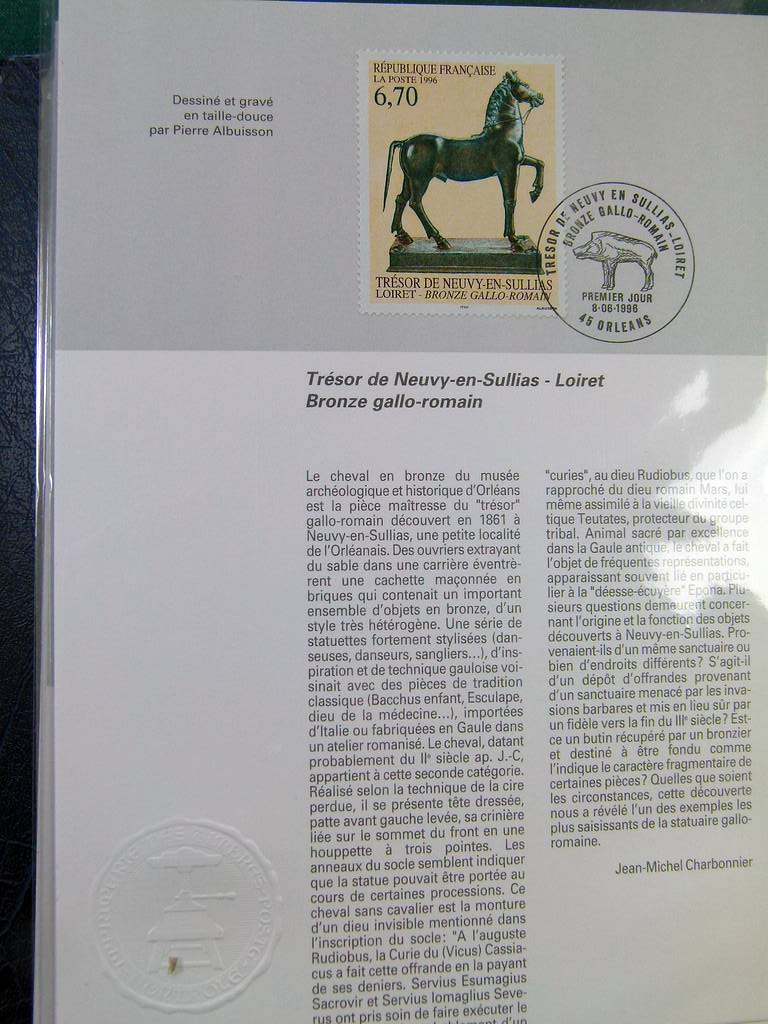 Dessiné et gravé
en taille-douce
par Pierre Albuisson
RÉPUBLIQUE FRANÇAISE
LA POSTE 1996
6,70
TRÉSOR DE NEUVY-EN-SULLIAS
LOIRET - BRONZE GALLO-ROMAIN
TRESOR DE NEUVY EN SULLIAS-LOIRET
BRONZE GALLO-ROMAIN
PREMIER JOUR
8-06-1996
45 ORLEANS
Trésor de Neuvy-en-Sullias - Loiret
Bronze gallo-romain
Le cheval en bronze du musée
archéologique et historique d'Orléans
est la pièce maîtresse du "trésor"
gallo-romain découvert en 1861 à
Neuvy-en-Sullias, une petite localité
de l'Orléanais. Des ouvriers extrayant
du sable dans une carrière éventrè-
rent une cachette maçonnée en
briques qui contenait un important
ensemble d'objets en bronze, d'un
style très hétérogène. Une série de
statuettes fortement stylisées (dan-
seuses, danseurs, sangliers...), d'ins-
piration et de technique gauloise voi-
sinait avec des pièces de tradition
classique (Bacchus enfant, Esculape,
dieu de la médecine...), importées
d'Italie ou fabriquées en Gaule dans
un atelier romanisé. Le cheval, datant
probablement du IIe siècle ap. J.-C,
appartient à cette seconde catégorie.
Réalisé selon la technique de la cire
perdue, il se présente tête dressée,
patte avant gauche levée, sa crinière
liée sur le sommet du front en une
houppette à trois pointes. Les
anneaux du socle semblent indiquer
que la statue pouvait être portée au
cours de certaines processions. Ce
cheval sans cavalier est la monture
d'un dieu invisible mentionné dans
l'inscription du socle: "A l'auguste
Rudiobus, la Curie du (Vicus) Cassia-
cus a fait cette offrande en la payant
de ses deniers. Servius Esumagius
Sacrovir et Servius Iomaglius Seve-
rus ont pris soin de faire exécuter le
"curies", au dieu Rudiobus, que l'on a
rapproché du dieu romain Mars, lui
même assimilé à la vieille divinité cel-
tique Teutates, protecteur du groupe
tribal. Animal sacré par excellence
dans la Gaule antique, le cheval a fait
l'objet de fréquentes représentations,
apparaissant souvent lié en particu-
lier à la "déesse-écuyère" Epona. Plu-
sieurs questions demeurent concer-
nant l'origine et la fonction des objets
découverts à Neuvy-en-Sullias. Pro-
venaient-ils d'un même sanctuaire ou
bien d'endroits différents? S'agit-il
d'un dépôt d'offrandes provenant
d'un sanctuaire menacé par les inva-
sions barbares et mis en lieu sûr par
un fidèle vers la fin du IIIe siècle? Est-
ce un butin récupéré par un bronzier
et destiné à être fondu comme
l'indique le caractère fragmentaire de
certaines pièces? Quelles que soient
les circonstances, cette découverte
nous a révélé l'un des exemples les
plus saisissants de la statuaire gallo-
romaine.
Jean-Michel Charbonnier